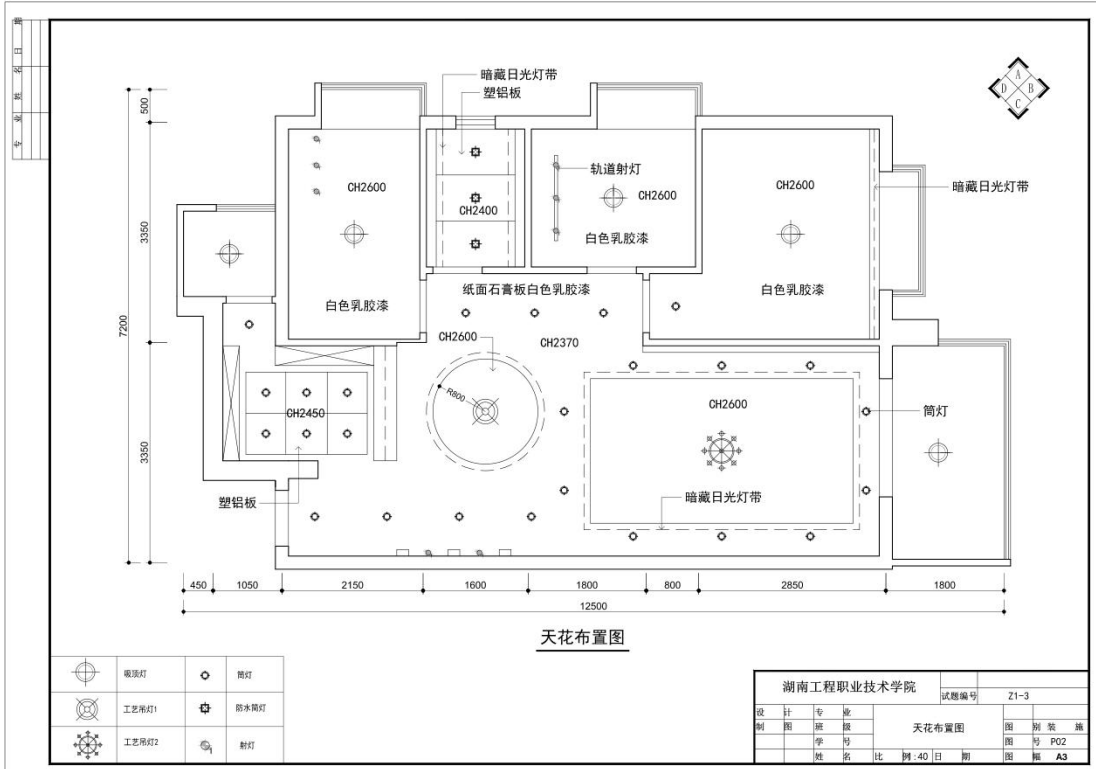 期
日
名
姓
业
专
暗藏日光灯带
塑铝板
A
D B
C
500
3350
7200
3350
CH2600
CH2400
轨道射灯
CH2600
白色乳胶漆
CH2600
暗藏日光灯带
白色乳胶漆
白色乳胶漆
纸面石膏板白色乳胶漆
CH2600
CH2370
R800
CH2450
CH2600
筒灯
塑铝板
暗藏日光灯带
450 1050 2150 1600 1800 800 2850 1800
12500
天花布置图
吸顶灯 筒灯
工艺吊灯1 防水筒灯
工艺吊灯2 射灯
湖南工程职业技术学院
试题编号 Z1-3
设 计 专 业
制 图 班 级 天花布置图 图 别 装 施
学 号 图 号 P02
姓 名 比 例:40 日 期 图 幅 A3